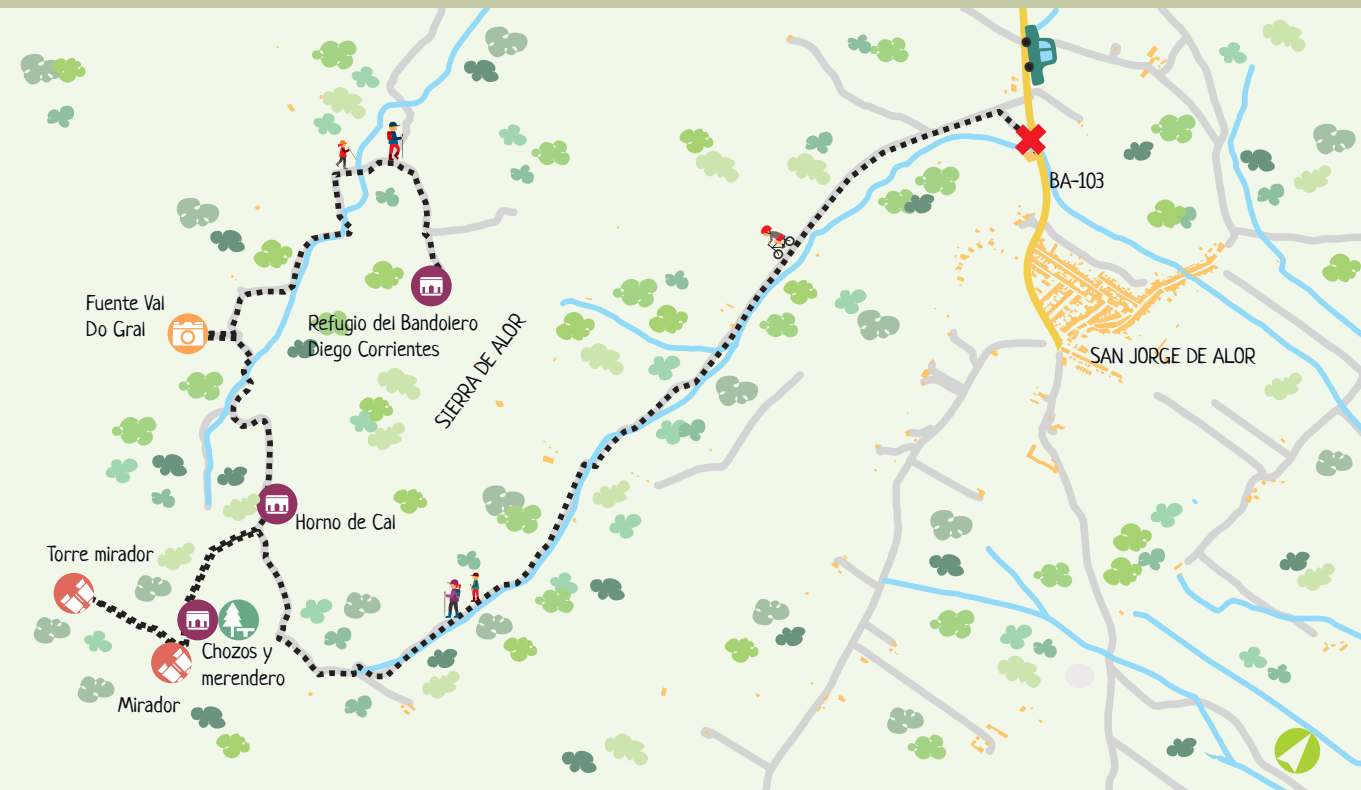 BA-103
Fuente Val
Do Gral
Refugio del Bandolero
Diego Corrientes
SIERRA DE ALOR
SAN JORGE DE ALOR
Horno de Cal
Torre mirador
Chozos y
merendero
Mirador